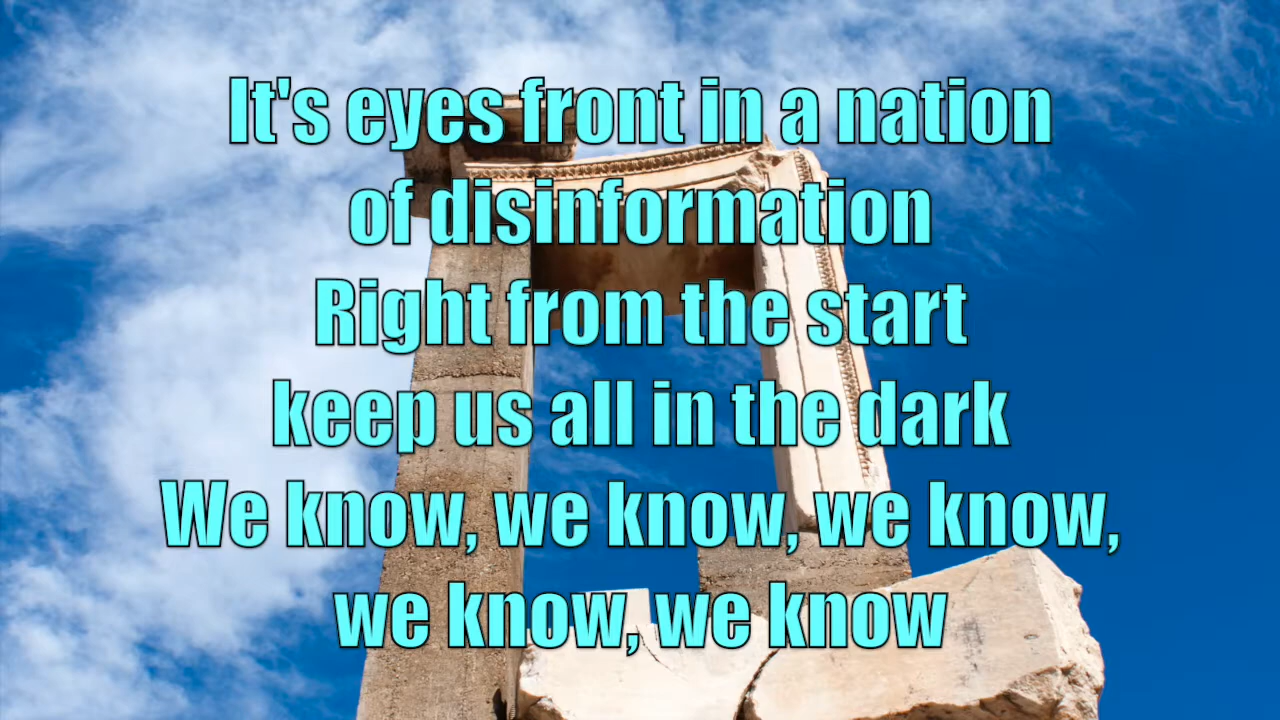 It's eyes front in a nation
of disinformation
Right from the start
keep us all in the dark
We know, we know, we know,
we know, we know